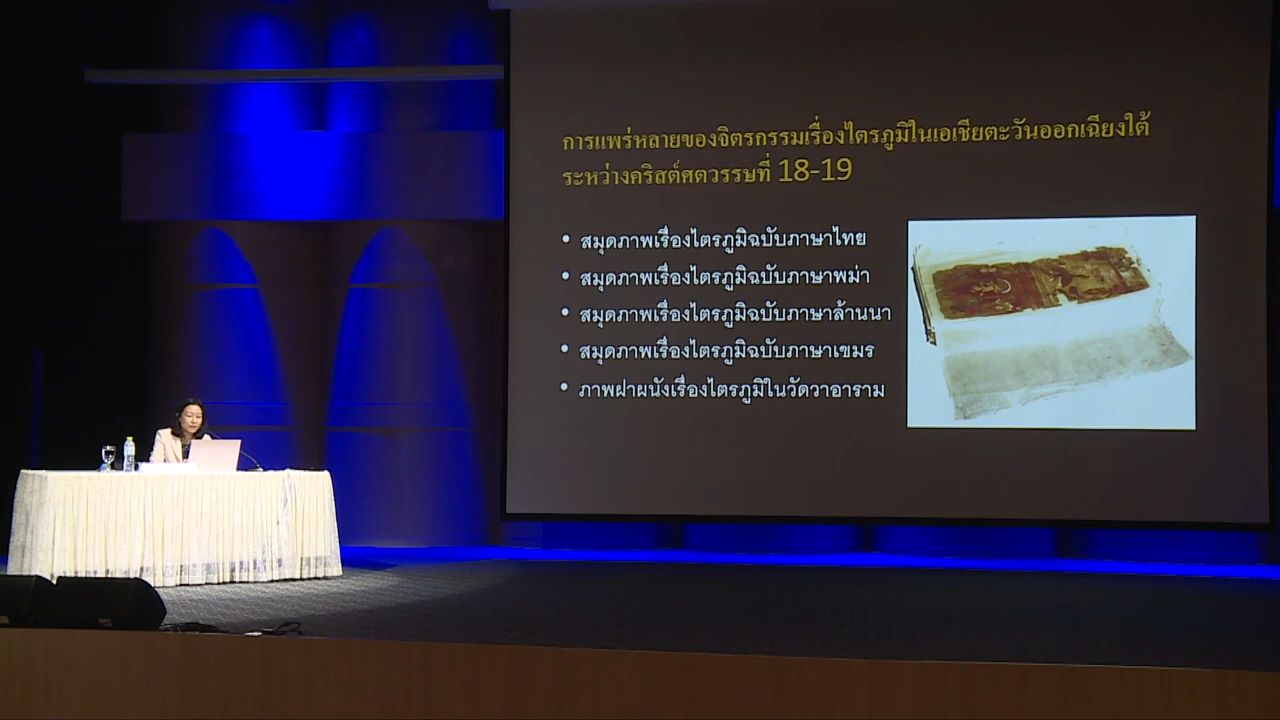 การแพร่หลายของจิตรกรรมเรื่องไตรภูมิในเอเชียตะวันออกเฉียงใต้
ระหว่างคริสต์ศตวรรษที่ 18-19
• สมุดภาพเรื่องไตรภูมิฉบับภาษาไทย
• สมุดภาพเรื่องไตรภูมิฉบับภาษาพม่า
• สมุดภาพเรื่องไตรภูมิฉบับภาษาล้านนา
• สมุดภาพเรื่องไตรภูมิฉบับภาษาเขมร
• ภาพฝาผนังเรื่องไตรภูมิในวัดวาอาราม